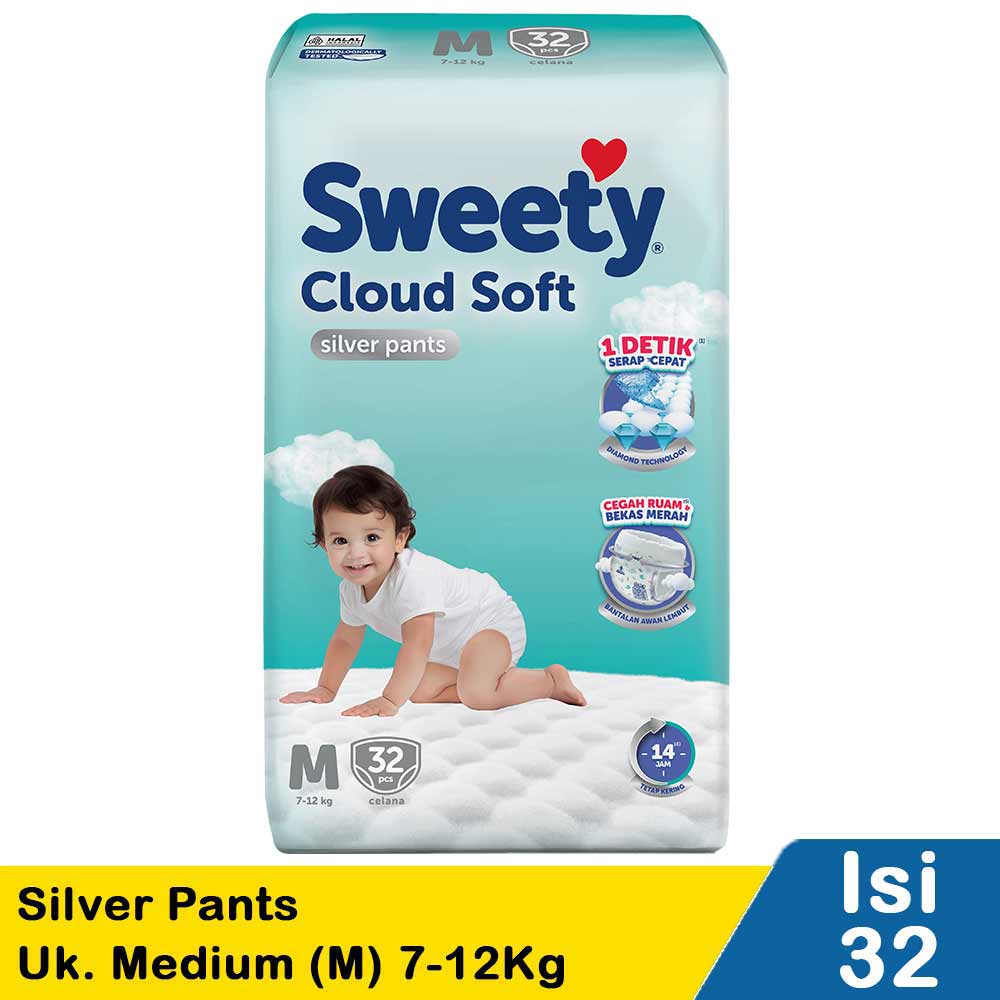 HALAL
DERMATOLOGICALLY
TESTED
M
7-12 kg
32
pcs
celana
Sweety®
Cloud Soft
silver pants
1 DETIK (1)
SERAP CEPAT
DIAMOND TECHNOLOGY
CEGAH RUAM &
BEKAS MERAH
BANTALAN AWAN LEMBUT
M
7-12 kg
32
pcs
celana
14
JAM
TETAP KERING
Silver Pants
Uk. Medium (M) 7-12Kg
Isi
32